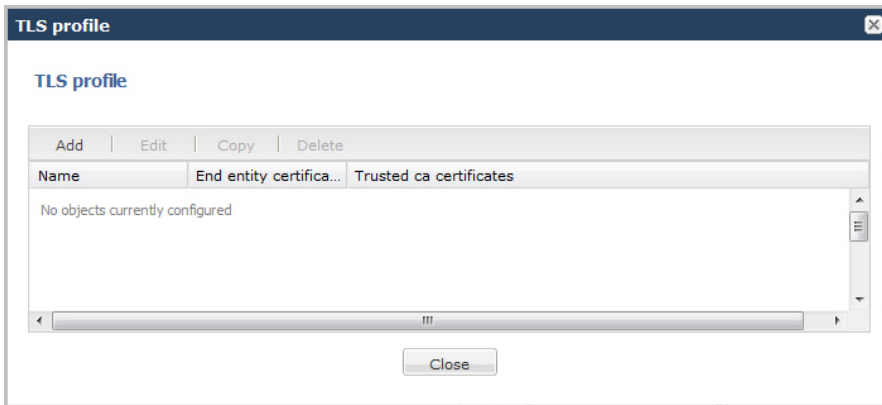 TLS profile
TLS profile
Add Edit Copy Delete
Name End entity certifica... Trusted ca certificates
No objects currently configured
Close